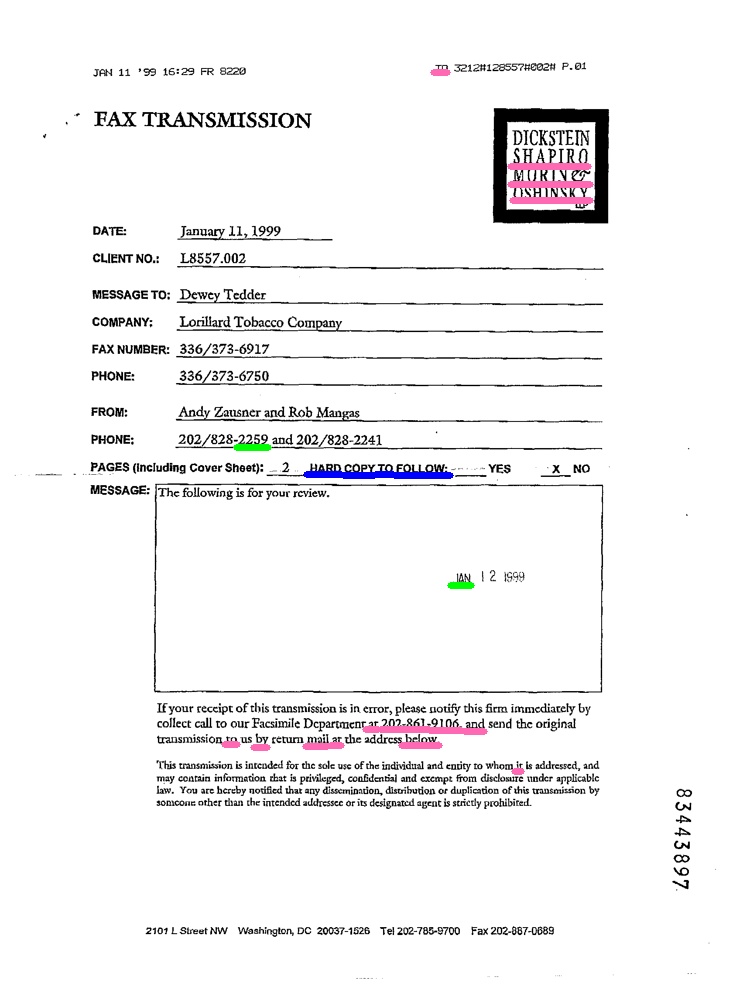 JAN 11 '99 16:29 FR 8220
TO 3212#128557#002# P.01
FAX TRANSMISSION
DICKSTEIN
SHAPIRO
MORIN &
OSHINSKY
LLP
DATE: January 11, 1999
CLIENT NO.: L8557.002
MESSAGE TO: Dewey Tedder
COMPANY: Lorillard Tobacco Company
FAX NUMBER: 336/373-6917
PHONE: 336/373-6750
FROM: Andy Zausner and Rob Mangas
PHONE: 202/828-2259 and 202/828-2241
PAGES (Including Cover Sheet): 2 HARD COPY TO FOLLOW: YES X NO
MESSAGE: The following is for your review.
JAN 12 1999
If your receipt of this transmission is in error, please notify this firm immediately by
collect call to our Facsimile Department at 202-861-9106, and send the original
transmission to us by return mail at the address below.
This transmission is intended for the sole use of the individual and entity to whom it is addressed, and
may contain information that is privileged, confidential and exempt from disclosure under applicable
law. You are hereby notified that any dissemination, distribution or duplication of this transmission by
someone other than the intended addressee or its designated agent is strictly prohibited.
83443897
2101 L Street NW Washington, DC 20037-1526 Tel 202-785-9700 Fax 202-887-0689